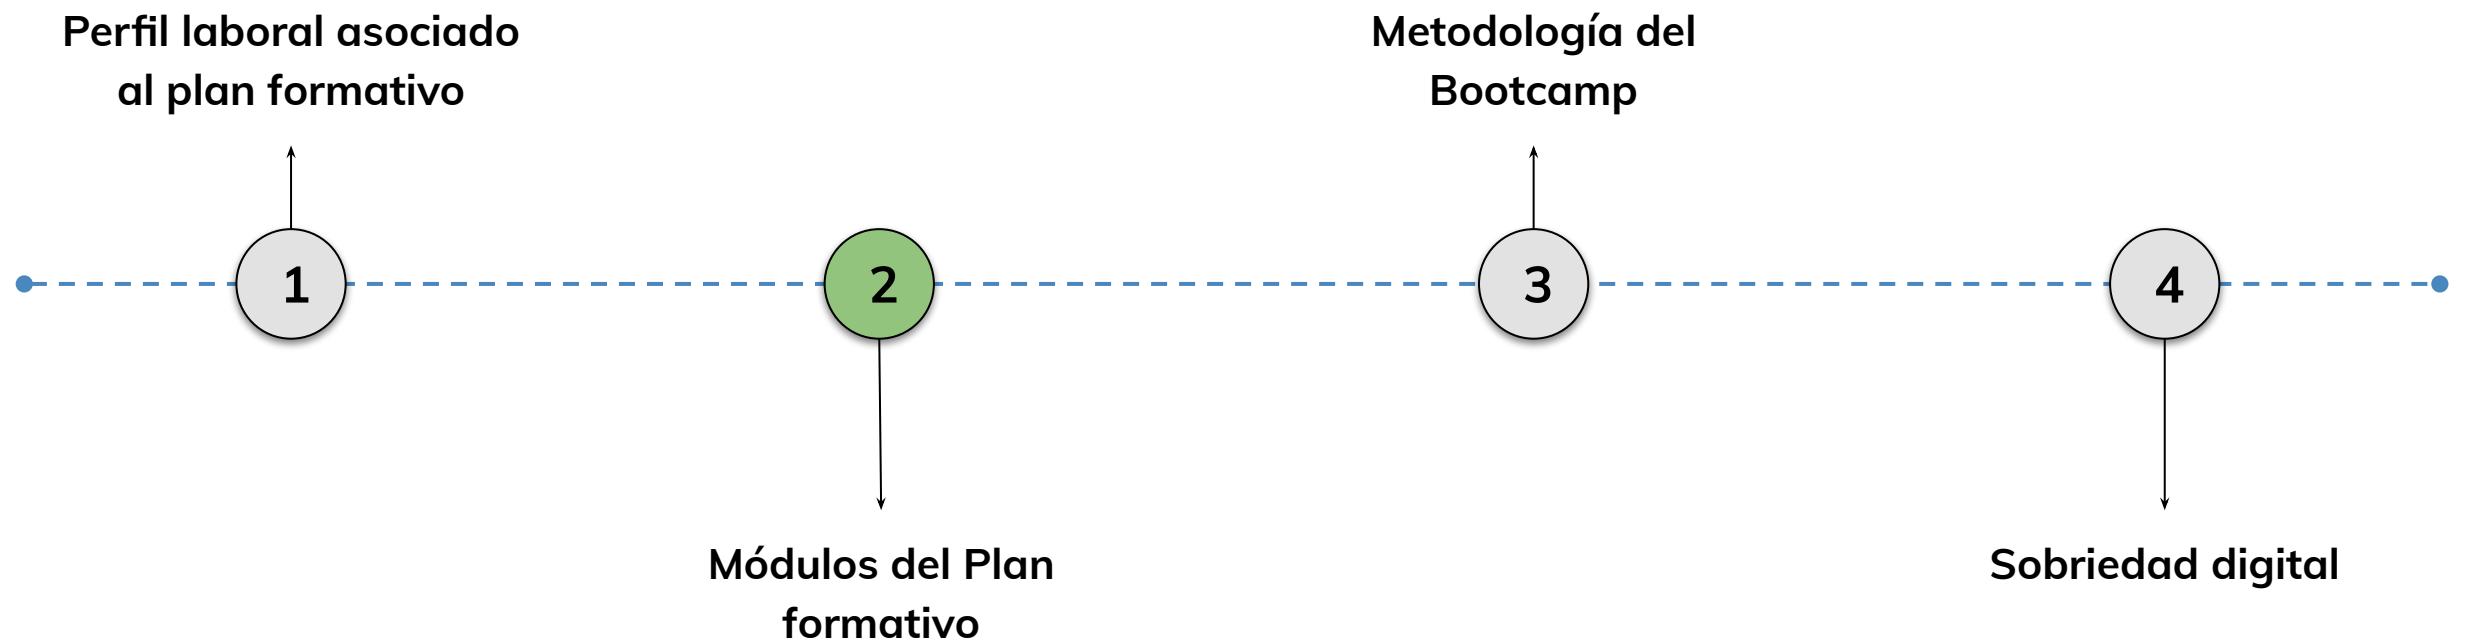 Perfil laboral asociado
al plan formativo
Metodología del
Bootcamp
1
2
3
4
Módulos del Plan
formativo
Sobriedad digital